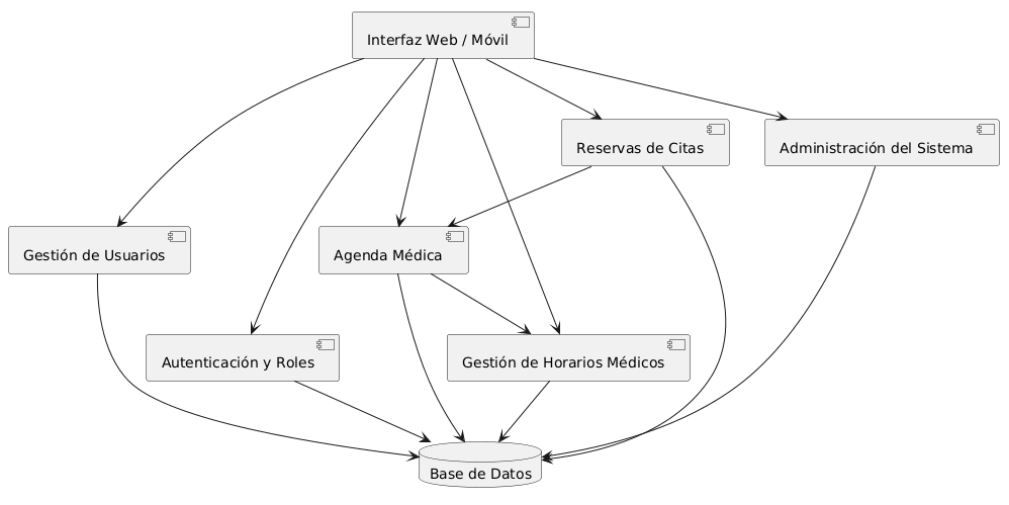 Interfaz Web / Móvil
Reservas de Citas
Administración del Sistema
Gestión de Usuarios
Agenda Médica
Autenticación y Roles
Gestión de Horarios Médicos
Base de Datos